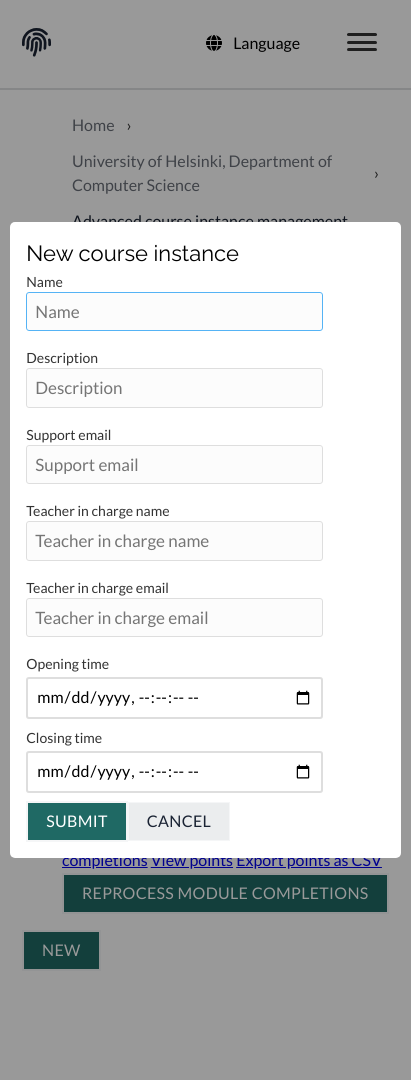 Language
Home ›
University of Helsinki, Department of
Computer Science ›
Advanced course instance management
New course instance
Name
Name
Description
Description
Support email
Support email
Teacher in charge name
Teacher in charge name
Teacher in charge email
Teacher in charge email
Opening time
mm/dd/yyyy, --:--:-- --
Closing time
mm/dd/yyyy, --:--:-- --
SUBMIT CANCEL
completions View points Export points as CSV
REPROCESS MODULE COMPLETIONS
NEW